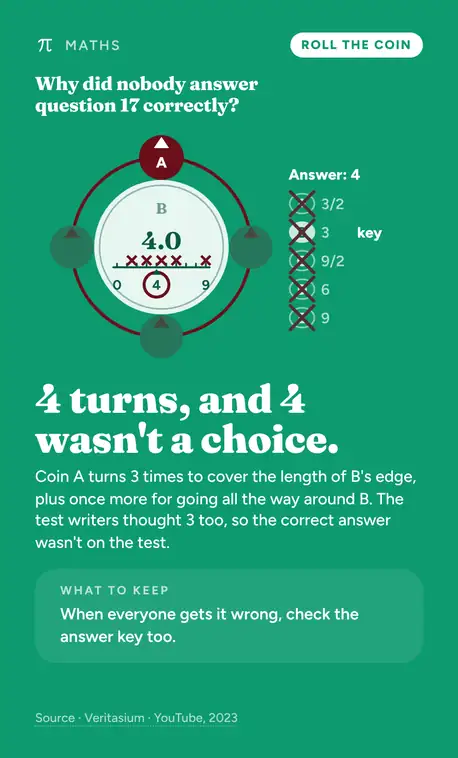 π MATHS
ROLL THE COIN
Why did nobody answer
question 17 correctly?
A
B
4.0
0 4 9
Answer: 4
3/2
3 key
9/2
6
9
4 turns, and 4
wasn't a choice.
Coin A turns 3 times to cover the length of B's edge,
plus once more for going all the way around B. The
test writers thought 3 too, so the correct answer
wasn't on the test.
WHAT TO KEEP
When everyone gets it wrong, check the
answer key too.
Source · Veritasium · YouTube, 2023